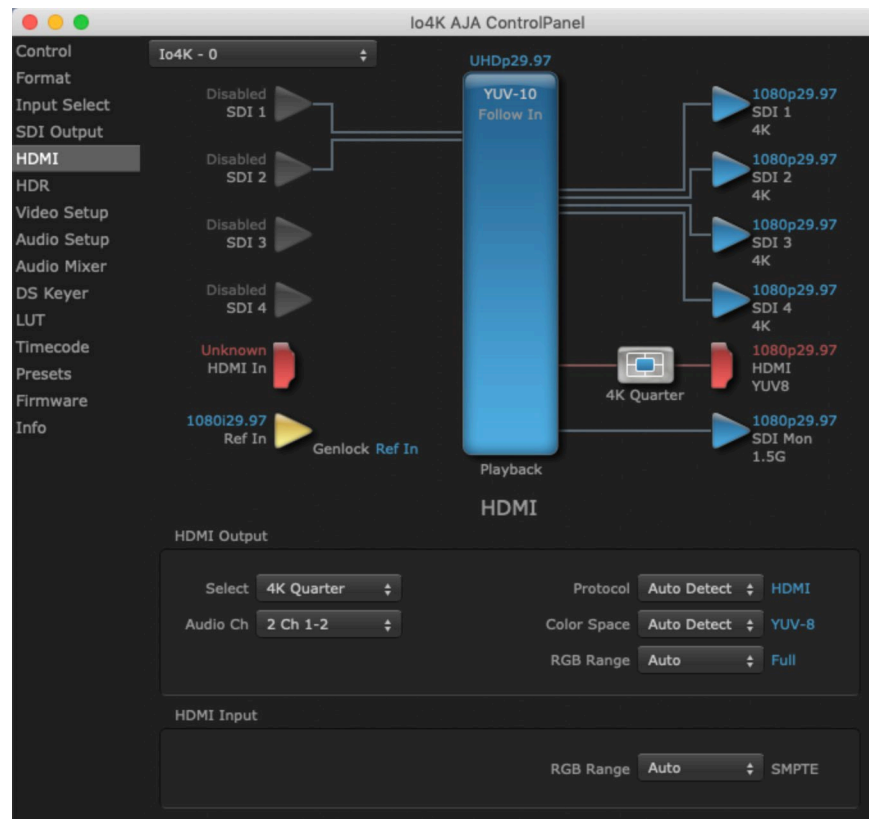 Io4K AJA ControlPanel
Control
Format
Input Select
SDI Output
HDMI
HDR
Video Setup
Audio Setup
Audio Mixer
DS Keyer
LUT
Timecode
Presets
Firmware
Info
Io4K - 0
UHDp29.97
YUV-10
Follow In
Disabled
SDI 1
Disabled
SDI 2
Disabled
SDI 3
Disabled
SDI 4
Unknown
HDMI In
1080i29.97
Ref In
Genlock Ref In
1080p29.97
SDI 1
4K
1080p29.97
SDI 2
4K
1080p29.97
SDI 3
4K
1080p29.97
SDI 4
4K
4K Quarter
1080p29.97
HDMI
YUV8
1080p29.97
SDI Mon
1.5G
Playback
HDMI
HDMI Output
Select 4K Quarter
Audio Ch 2 Ch 1-2
Protocol Auto Detect HDMI
Color Space Auto Detect YUV-8
RGB Range Auto Full
HDMI Input
RGB Range Auto SMPTE